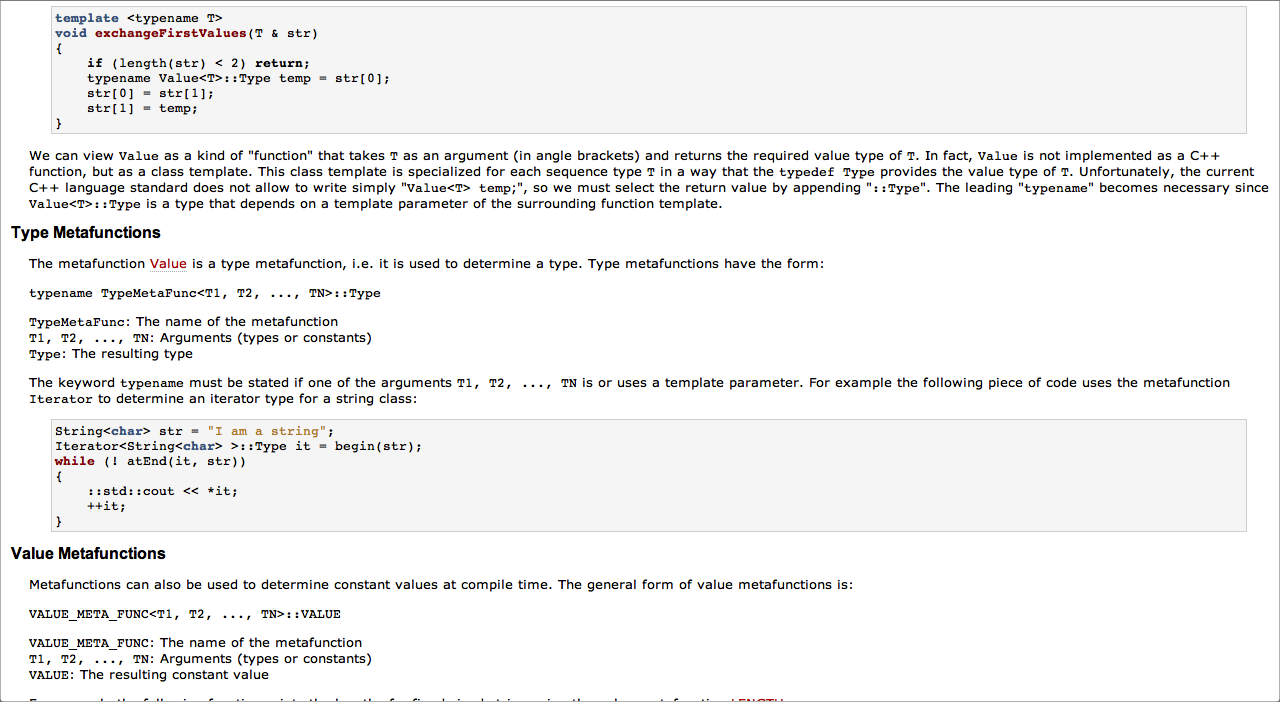 template <typename T>
void exchangeFirstValues(T & str)
{
    if (length(str) < 2) return;
    typename Value<T>::Type temp = str[0];
    str[0] = str[1];
    str[1] = temp;
}
We can view Value as a kind of "function" that takes T as an argument (in angle brackets) and returns the required value type of T. In fact, Value is not implemented as a C++
function, but as a class template. This class template is specialized for each sequence type T in a way that the typedef Type provides the value type of T. Unfortunately, the current
C++ language standard does not allow to write simply "Value<T> temp;", so we must select the return value by appending "::Type". The leading "typename" becomes necessary since
Value<T>::Type is a type that depends on a template parameter of the surrounding function template.
Type Metafunctions
The metafunction Value is a type metafunction, i.e. it is used to determine a type. Type metafunctions have the form:
typename TypeMetaFunc<T1, T2, ..., TN>::Type
TypeMetaFunc: The name of the metafunction
T1, T2, ..., TN: Arguments (types or constants)
Type: The resulting type
The keyword typename must be stated if one of the arguments T1, T2, ..., TN is or uses a template parameter. For example the following piece of code uses the metafunction
Iterator to determine an iterator type for a string class:
String<char> str = "I am a string";
Iterator<String<char> >::Type it = begin(str);
while (! atEnd(it, str))
{
    ::std::cout << *it;
    ++it;
}
Value Metafunctions
Metafunctions can also be used to determine constant values at compile time. The general form of value metafunctions is:
VALUE_META_FUNC<T1, T2, ..., TN>::VALUE
VALUE_META_FUNC: The name of the metafunction
T1, T2, ..., TN: Arguments (types or constants)
VALUE: The resulting constant value